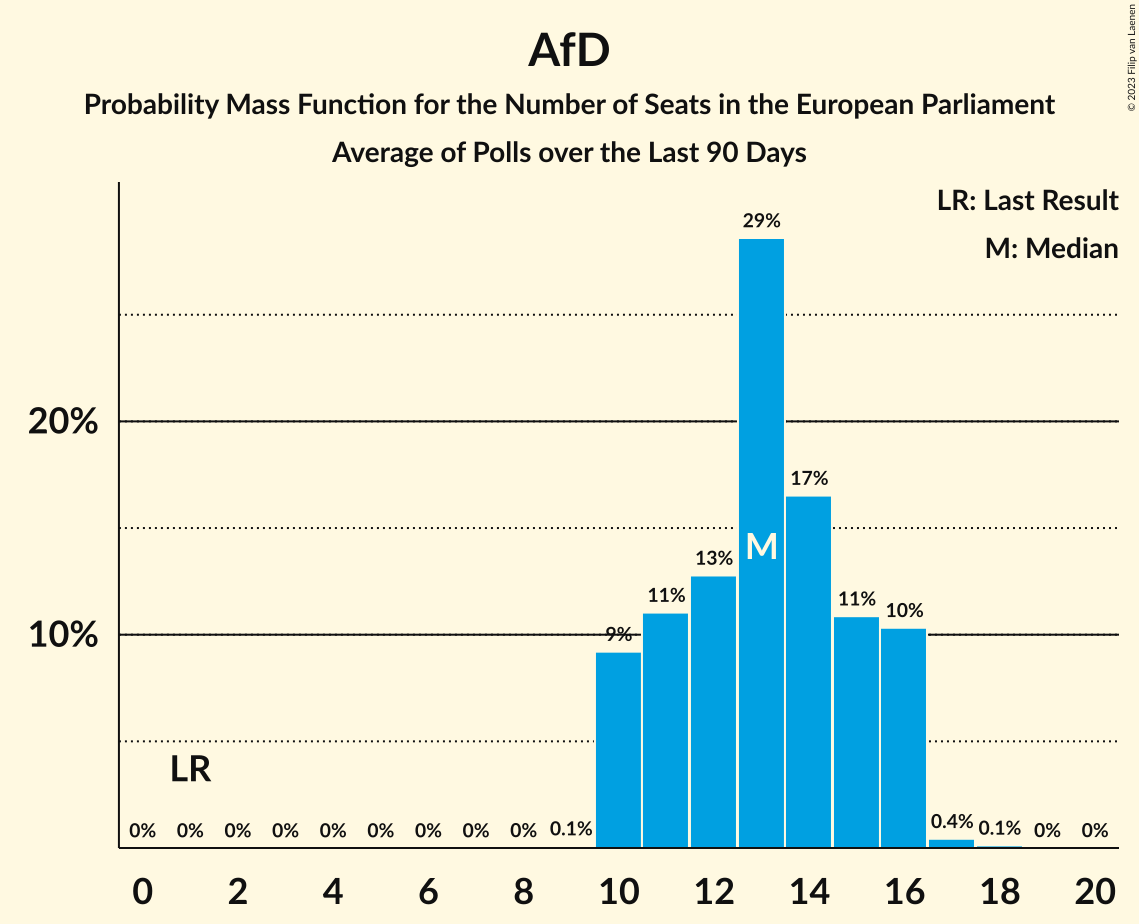 AfD
Probability Mass Function for the Number of Seats in the European Parliament
Average of Polls over the Last 90 Days
© 2023 Filip van Laenen
LR: Last Result
M: Median
29%
20%
17%
M
13%
11%
11%
10%
10%
9%
LR
0% 0% 0% 0% 0% 0% 0% 0% 0% 0.1% 0.4% 0.1% 0% 0%
0 2 4 6 8 10 12 14 16 18 20